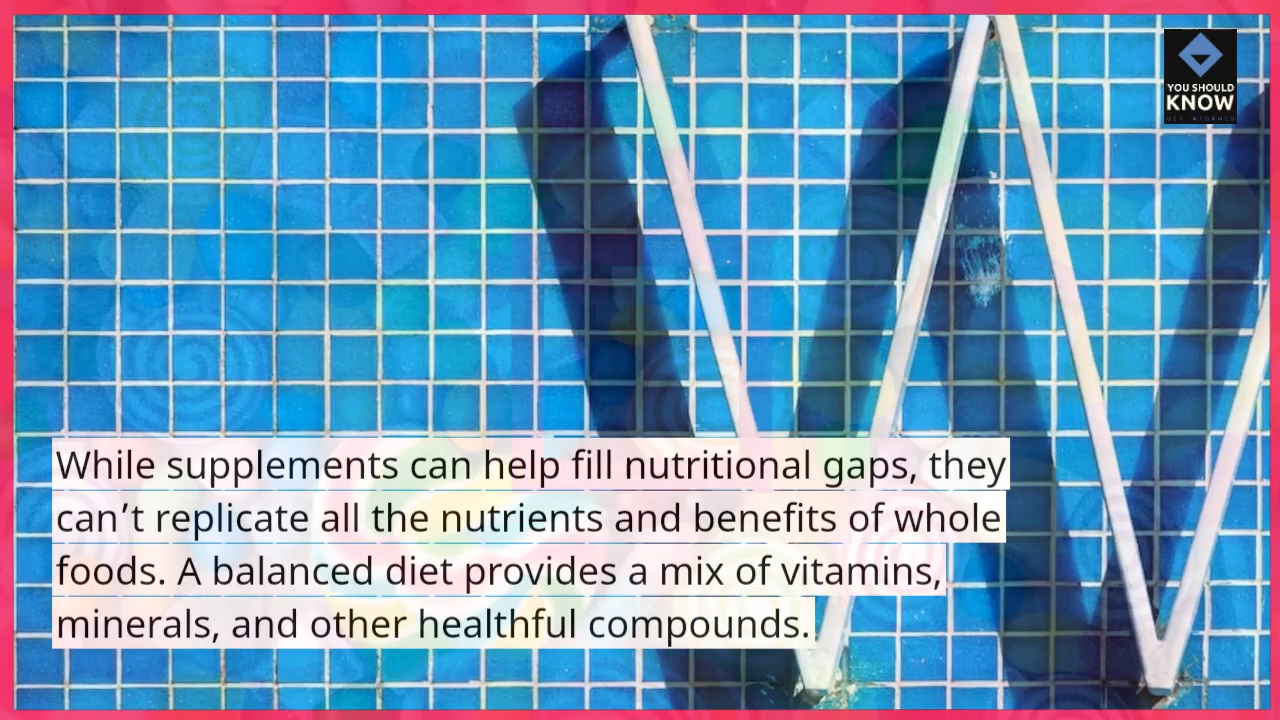 YOU SHOULD
KNOW
GET INFORMED
While supplements can help fill nutritional gaps, they
can’t replicate all the nutrients and benefits of whole
foods. A balanced diet provides a mix of vitamins,
minerals, and other healthful compounds.